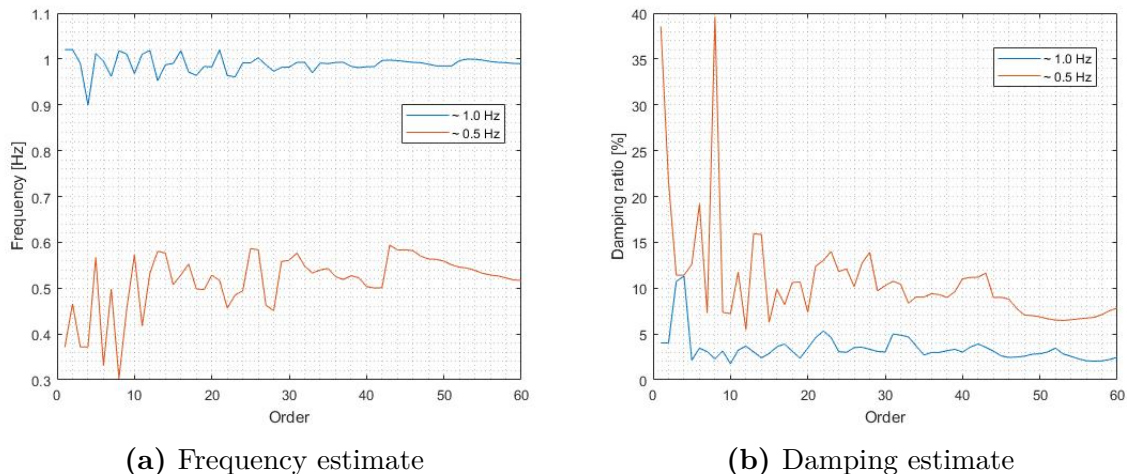 1.1
1
0.9
0.8
0.7
0.6
0.5
0.4
0.3
Frequency [Hz]
~ 1.0 Hz
~ 0.5 Hz
0 10 20 30 40 50 60
Order
(a) Frequency estimate
40
35
30
25
20
15
10
5
0
Damping ratio [%]
~ 1.0 Hz
~ 0.5 Hz
0 10 20 30 40 50 60
Order
(b) Damping estimate